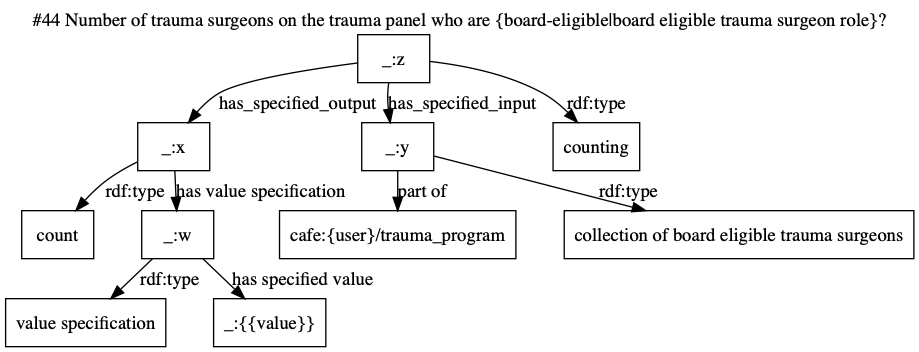 #44 Number of trauma surgeons on the trauma panel who are {board-eligible|board eligible trauma surgeon role}?
_:z
has_specified_output
has_specified_input
rdf:type
_:x
_:y
counting
rdf:type
has value specification
part of
rdf:type
count
_:w
cafe:{user}/trauma_program
collection of board eligible trauma surgeons
rdf:type
has specified value
value specification
_:{{value}}